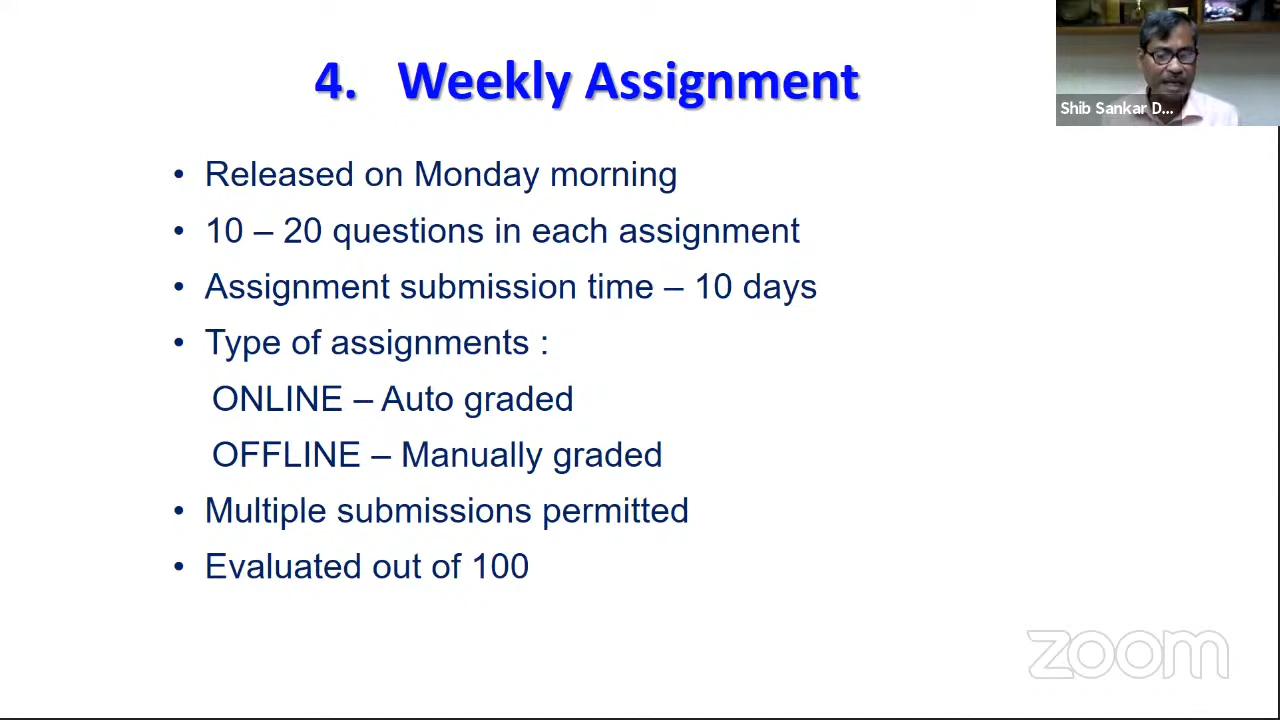 4. Weekly Assignment
Shib Sankar D...
• Released on Monday morning
• 10 – 20 questions in each assignment
• Assignment submission time – 10 days
• Type of assignments :
ONLINE – Auto graded
OFFLINE – Manually graded
• Multiple submissions permitted
• Evaluated out of 100
zoom